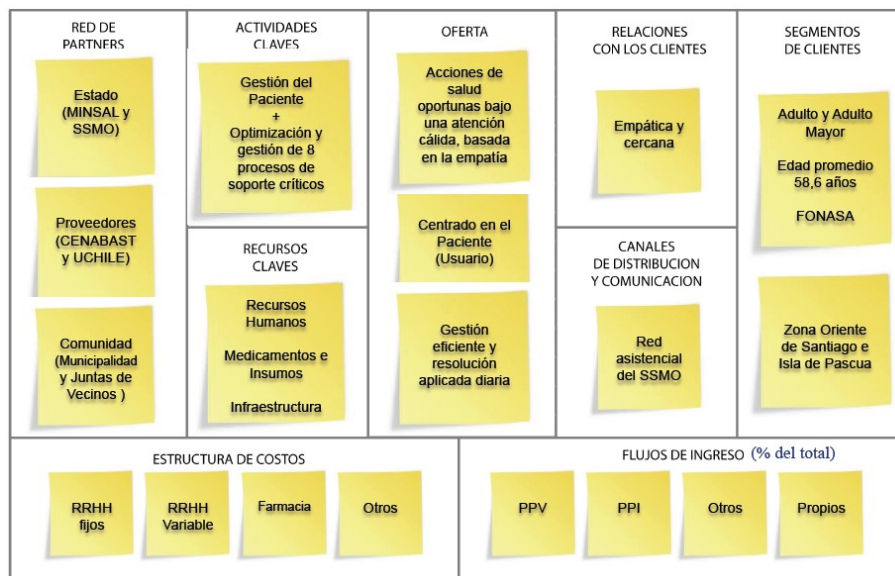 RED DE
PARTNERS
Estado
(MINSAL y
SSMO)
Proveedores
(CENABAST
y UCHILE)
Comunidad
(Municipalidad
y Juntas de
Vecinos )
ACTIVIDADES
CLAVES
Gestión del
Paciente
+
Optimización y
gestión de 8
procesos de
soporte críticos
RECURSOS
CLAVES
Recursos
Humanos
Medicamentos e
Insumos
Infraestructura
OFERTA
Acciones de
salud
oportunas bajo
una atención
cálida, basada
en la empatía
Centrado en el
Paciente
(Usuario)
Gestión
eficiente y
resolución
aplicada diaria
RELACIONES
CON LOS CLIENTES
Empática y
cercana
CANALES
DE DISTRIBUCION
Y COMUNICACION
Red
asistencial
del SSMO
SEGMENTOS
DE CLIENTES
Adulto y Adulto
Mayor
Edad promedio
58,6 años
FONASA
Zona Oriente
de Santiago e
Isla de Pascua
ESTRUCTURA DE COSTOS
RRHH
fijos
RRHH
Variable
Farmacia
Otros
FLUJOS DE INGRESO (% del total)
PPV
PPI
Otros
Propios